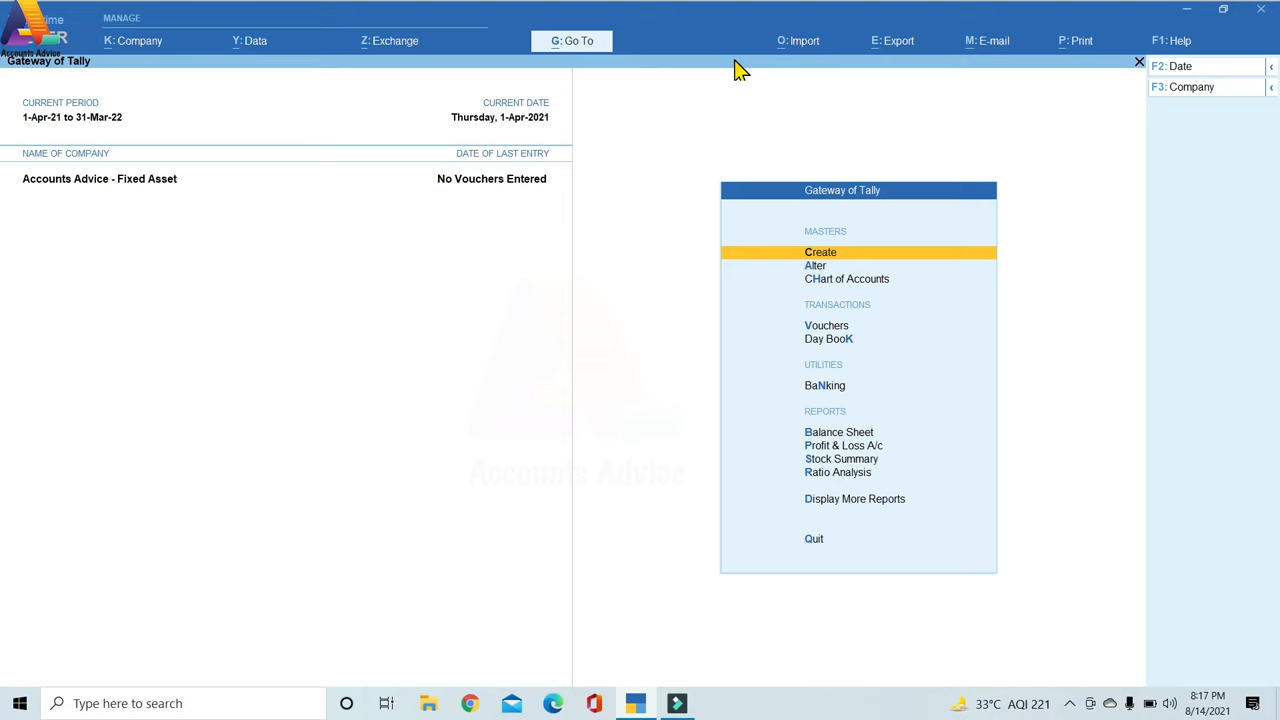 MANAGE
K: Company
Y: Data
Z: Exchange
G: Go To
O: Import
E: Export
M: E-mail
P: Print
F1: Help
Accounts Advice
Gateway of Tally
F2: Date
F3: Company
CURRENT PERIOD
CURRENT DATE
1-Apr-21 to 31-Mar-22
Thursday, 1-Apr-2021
NAME OF COMPANY
DATE OF LAST ENTRY
Accounts Advice - Fixed Asset
No Vouchers Entered
Gateway of Tally
MASTERS
Create
Alter
CHart of Accounts
TRANSACTIONS
Vouchers
Day BooK
UTILITIES
BaNking
REPORTS
Balance Sheet
Profit & Loss A/c
Stock Summary
Ratio Analysis
Display More Reports
Quit
Accounts Advice
Type here to search
33°C AQI 221
8:17 PM
8/14/2021